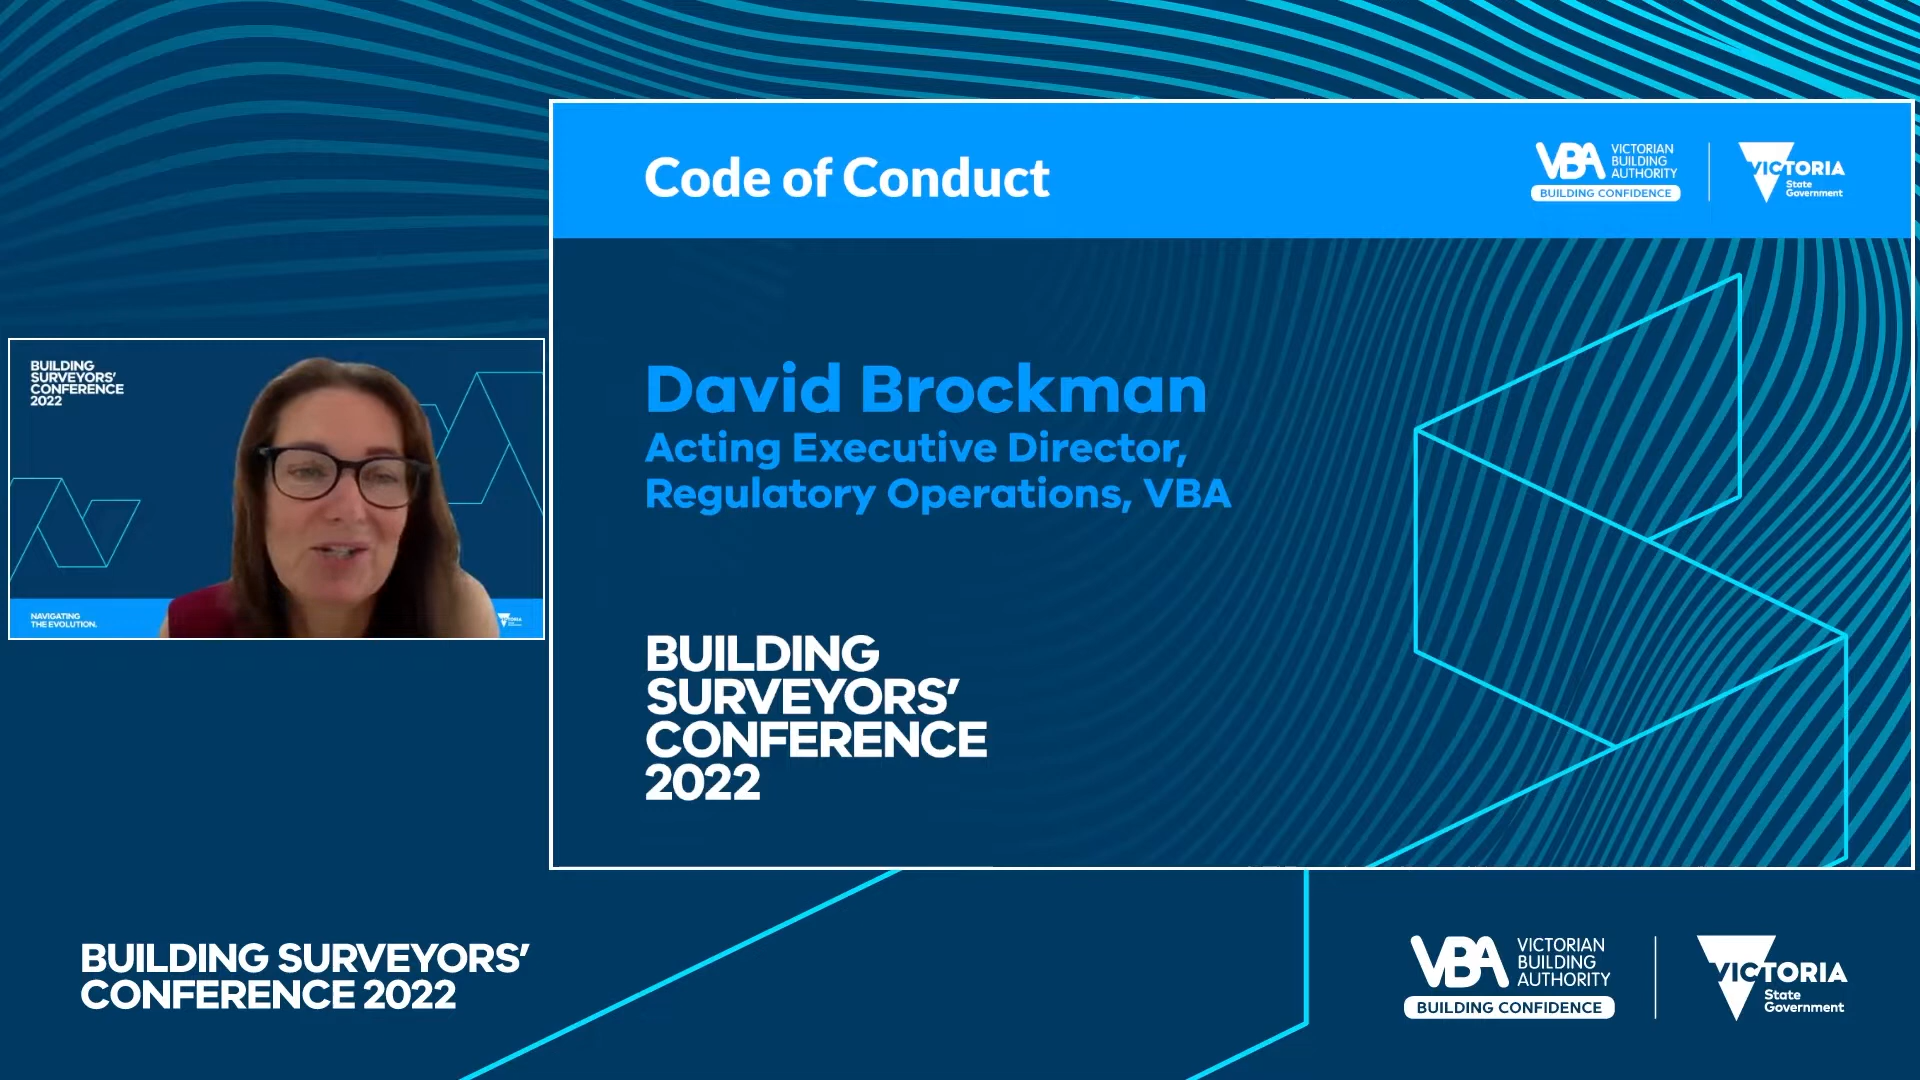 Code of Conduct
VBA
VICTORIAN
BUILDING
AUTHORITY
BUILDING CONFIDENCE
VICTORIA
State
Government
David Brockman
Acting Executive Director,
Regulatory Operations, VBA
BUILDING
SURVEYORS’
CONFERENCE
2022
BUILDING
SURVEYORS’
CONFERENCE
2022
NAVIGATING
THE EVOLUTION.
BUILDING SURVEYORS’
CONFERENCE 2022
VBA
VICTORIAN
BUILDING
AUTHORITY
BUILDING CONFIDENCE
VICTORIA
State
Government